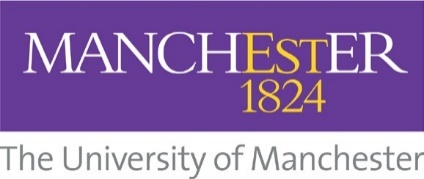 MANCHEsTER
1824
The University of Manchester